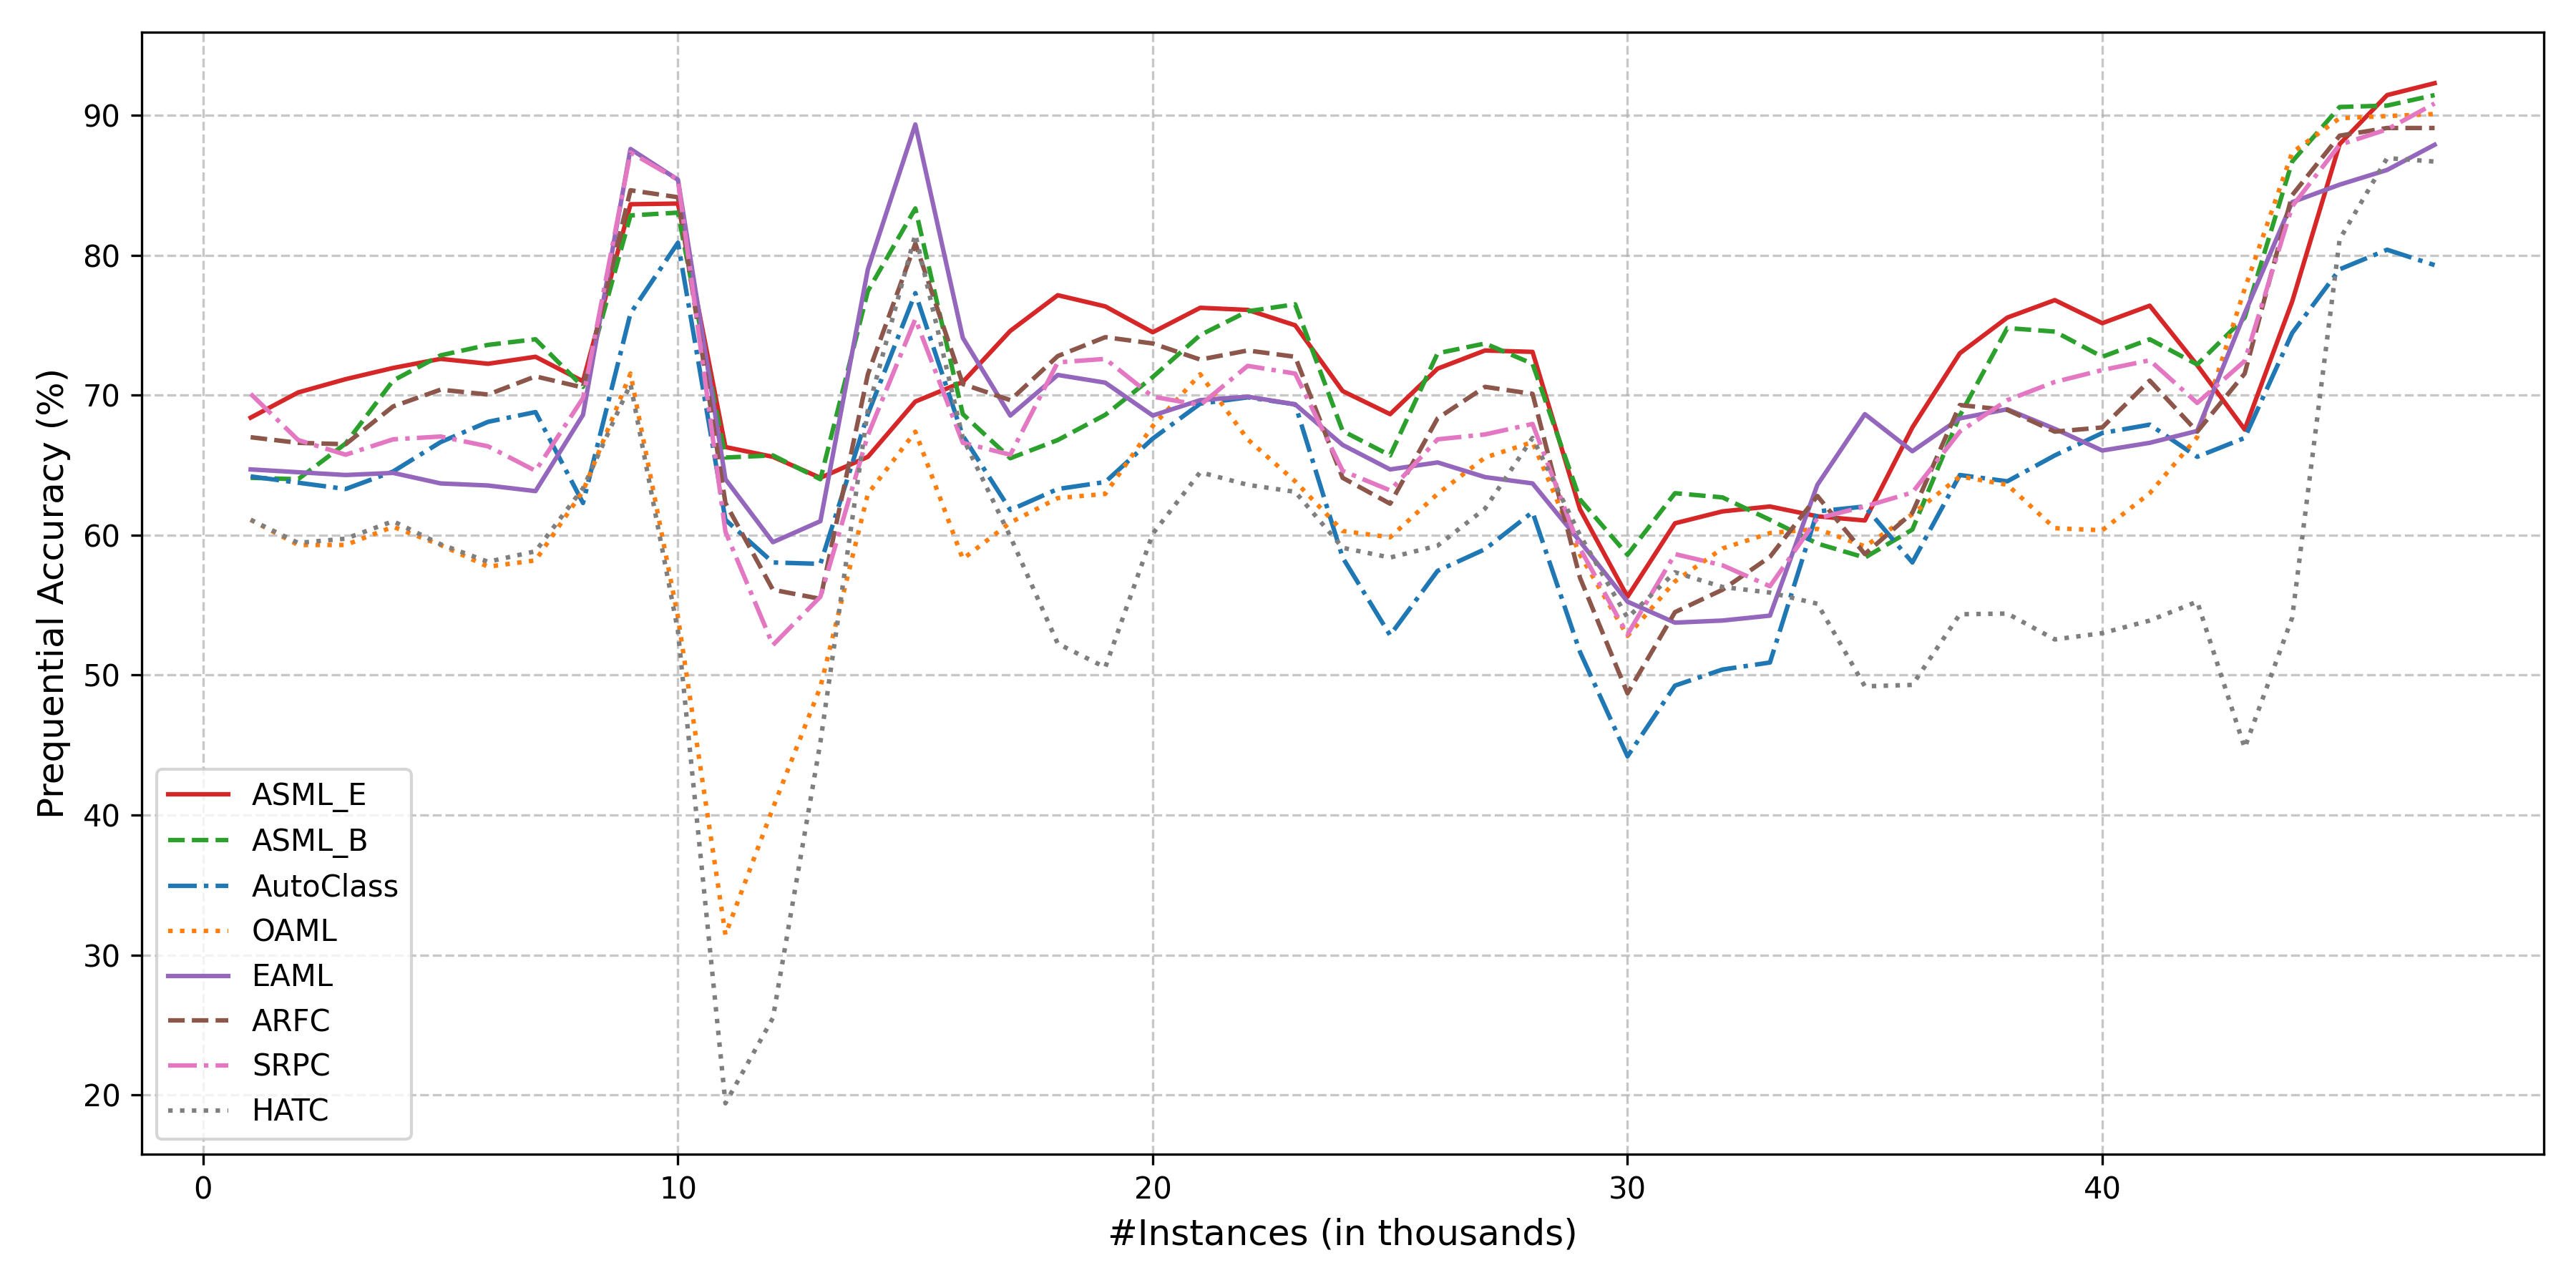 90
80
70
60
50
40
30
20
Prequential Accuracy (%)
ASML_E
ASML_B
AutoClass
OAML
EAML
ARFC
SRPC
HATC
0 10 20 30 40
#Instances (in thousands)